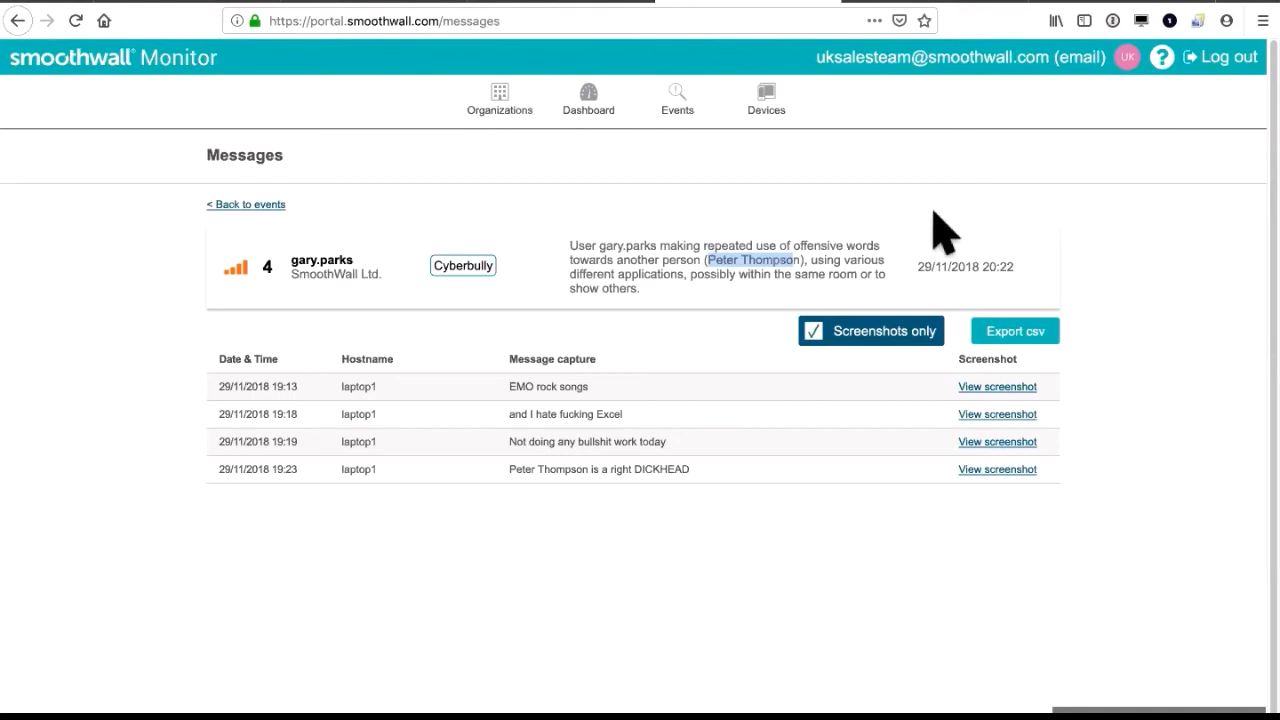 https://portal.smoothwall.com/messages
smoothwall® Monitor
uksalesteam@smoothwall.com (email) UK ? Log out
Organizations Dashboard Events Devices
Messages
< Back to events
4 gary.parks
SmoothWall Ltd.
Cyberbully
User gary.parks making repeated use of offensive words
towards another person (Peter Thompson), using various
different applications, possibly within the same room or to
show others.
29/11/2018 20:22
Screenshots only Export csv
Date & Time Hostname Message capture Screenshot
29/11/2018 19:13 laptop1 EMO rock songs View screenshot
29/11/2018 19:18 laptop1 and I hate fucking Excel View screenshot
29/11/2018 19:19 laptop1 Not doing any bullshit work today View screenshot
29/11/2018 19:23 laptop1 Peter Thompson is a right DICKHEAD View screenshot